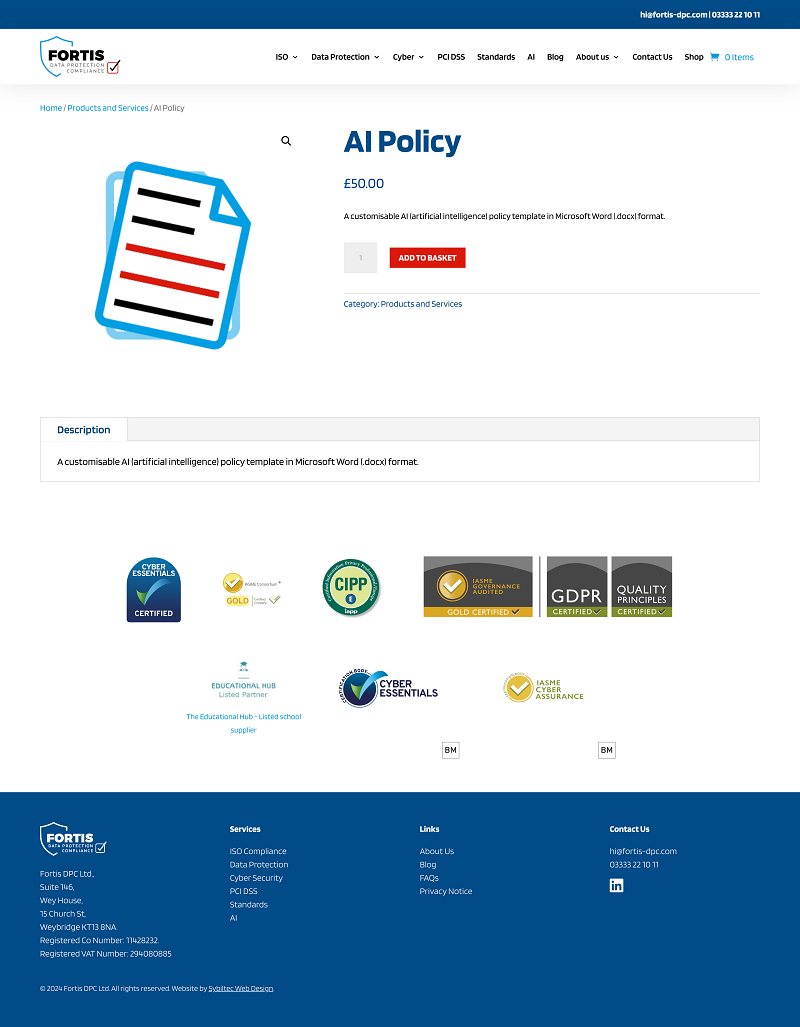 hi@fortis-dpc.com | 03333 22 10 11
FORTIS
DATA PROTECTION
COMPLIANCE
ISO
Data Protection
Cyber
PCI DSS
Standards
AI
Blog
About us
Contact Us
Shop
0 Items
Home / Products and Services / AI Policy
AI Policy
£50.00
A customisable AI (artificial intelligence) policy template in Microsoft Word (.docx) format.
1
ADD TO BASKET
Category: Products and Services
Description
A customisable AI (artificial intelligence) policy template in Microsoft Word (.docx) format.
CYBER
ESSENTIALS
CERTIFIED
IASME Consortium
GOLD
Certified
Company
Certified Information Privacy Professional/Europe
CIPP
E
iapp
IASME
GOVERNANCE
AUDITED
GOLD CERTIFIED
GDPR
CERTIFIED
QUALITY
PRINCIPLES
CERTIFIED
EDUCATIONAL HUB
Listed Partner
The Educational Hub - Listed school
supplier
CERTIFICATION BODY
CYBER
ESSENTIALS
IASME
CYBER
ASSURANCE
BM
BM
FORTIS
DATA PROTECTION
COMPLIANCE
Fortis DPC Ltd.,
Suite 146,
Wey House,
15 Church St,
Weybridge KT13 8NA.
Registered Co Number: 11428232.
Registered VAT Number: 294080885
Services
ISO Compliance
Data Protection
Cyber Security
PCI DSS
Standards
AI
Links
About Us
Blog
FAQs
Privacy Notice
Contact Us
hi@fortis-dpc.com
03333 22 10 11
in
© 2024 Fortis DPC Ltd. All rights reserved. Website by Sybiltec Web Design.